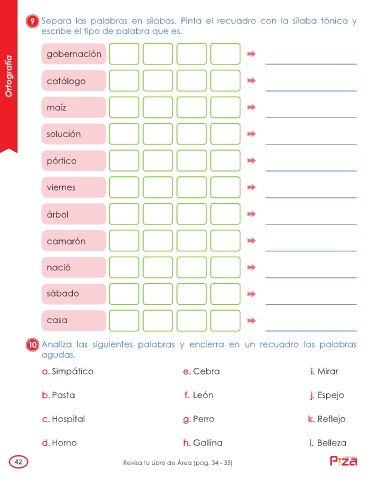 9 Separa las palabras en sílabas. Pinta el recuadro con la sílaba tónica y
escribe el tipo de palabra que es.
Ortografía
gobernación
catálogo
maíz
solución
pórtico
viernes
árbol
camarón
nació
sábado
casa
10 Analiza las siguientes palabras y encierra en un recuadro las palabras
agudas.
a. Simpático e. Cebra i. Mirar
b. Pasta f. León j. Espejo
c. Hospital g. Perro k. Reflejo
d. Horno h. Gallina l. Belleza
42 Revisa tu Libro de Área (pág. 34 - 35)